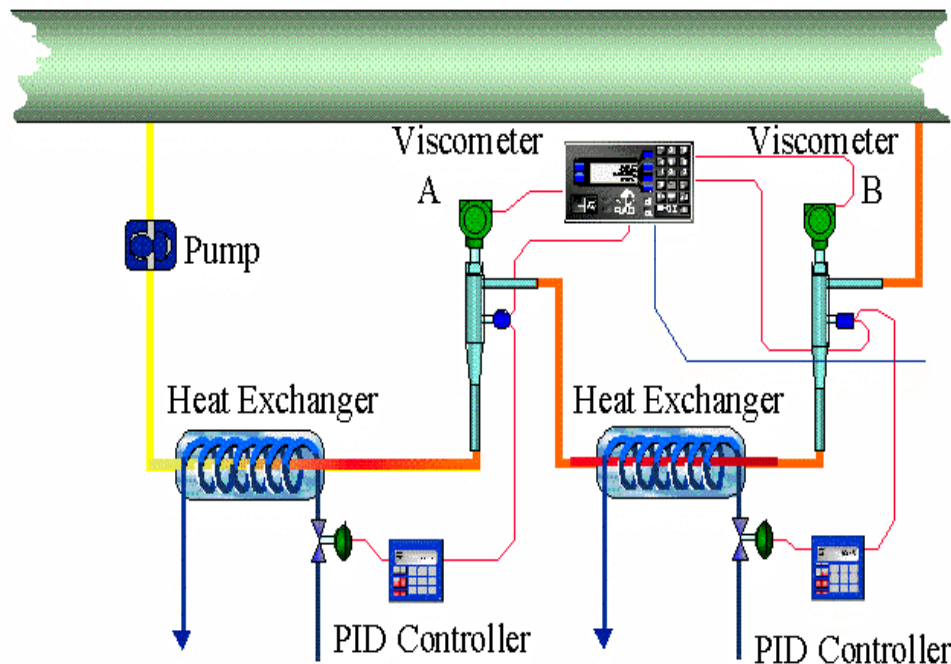 Viscometer
A
Viscometer
B
Pump
Heat Exchanger
Heat Exchanger
PID Controller
PID Controller